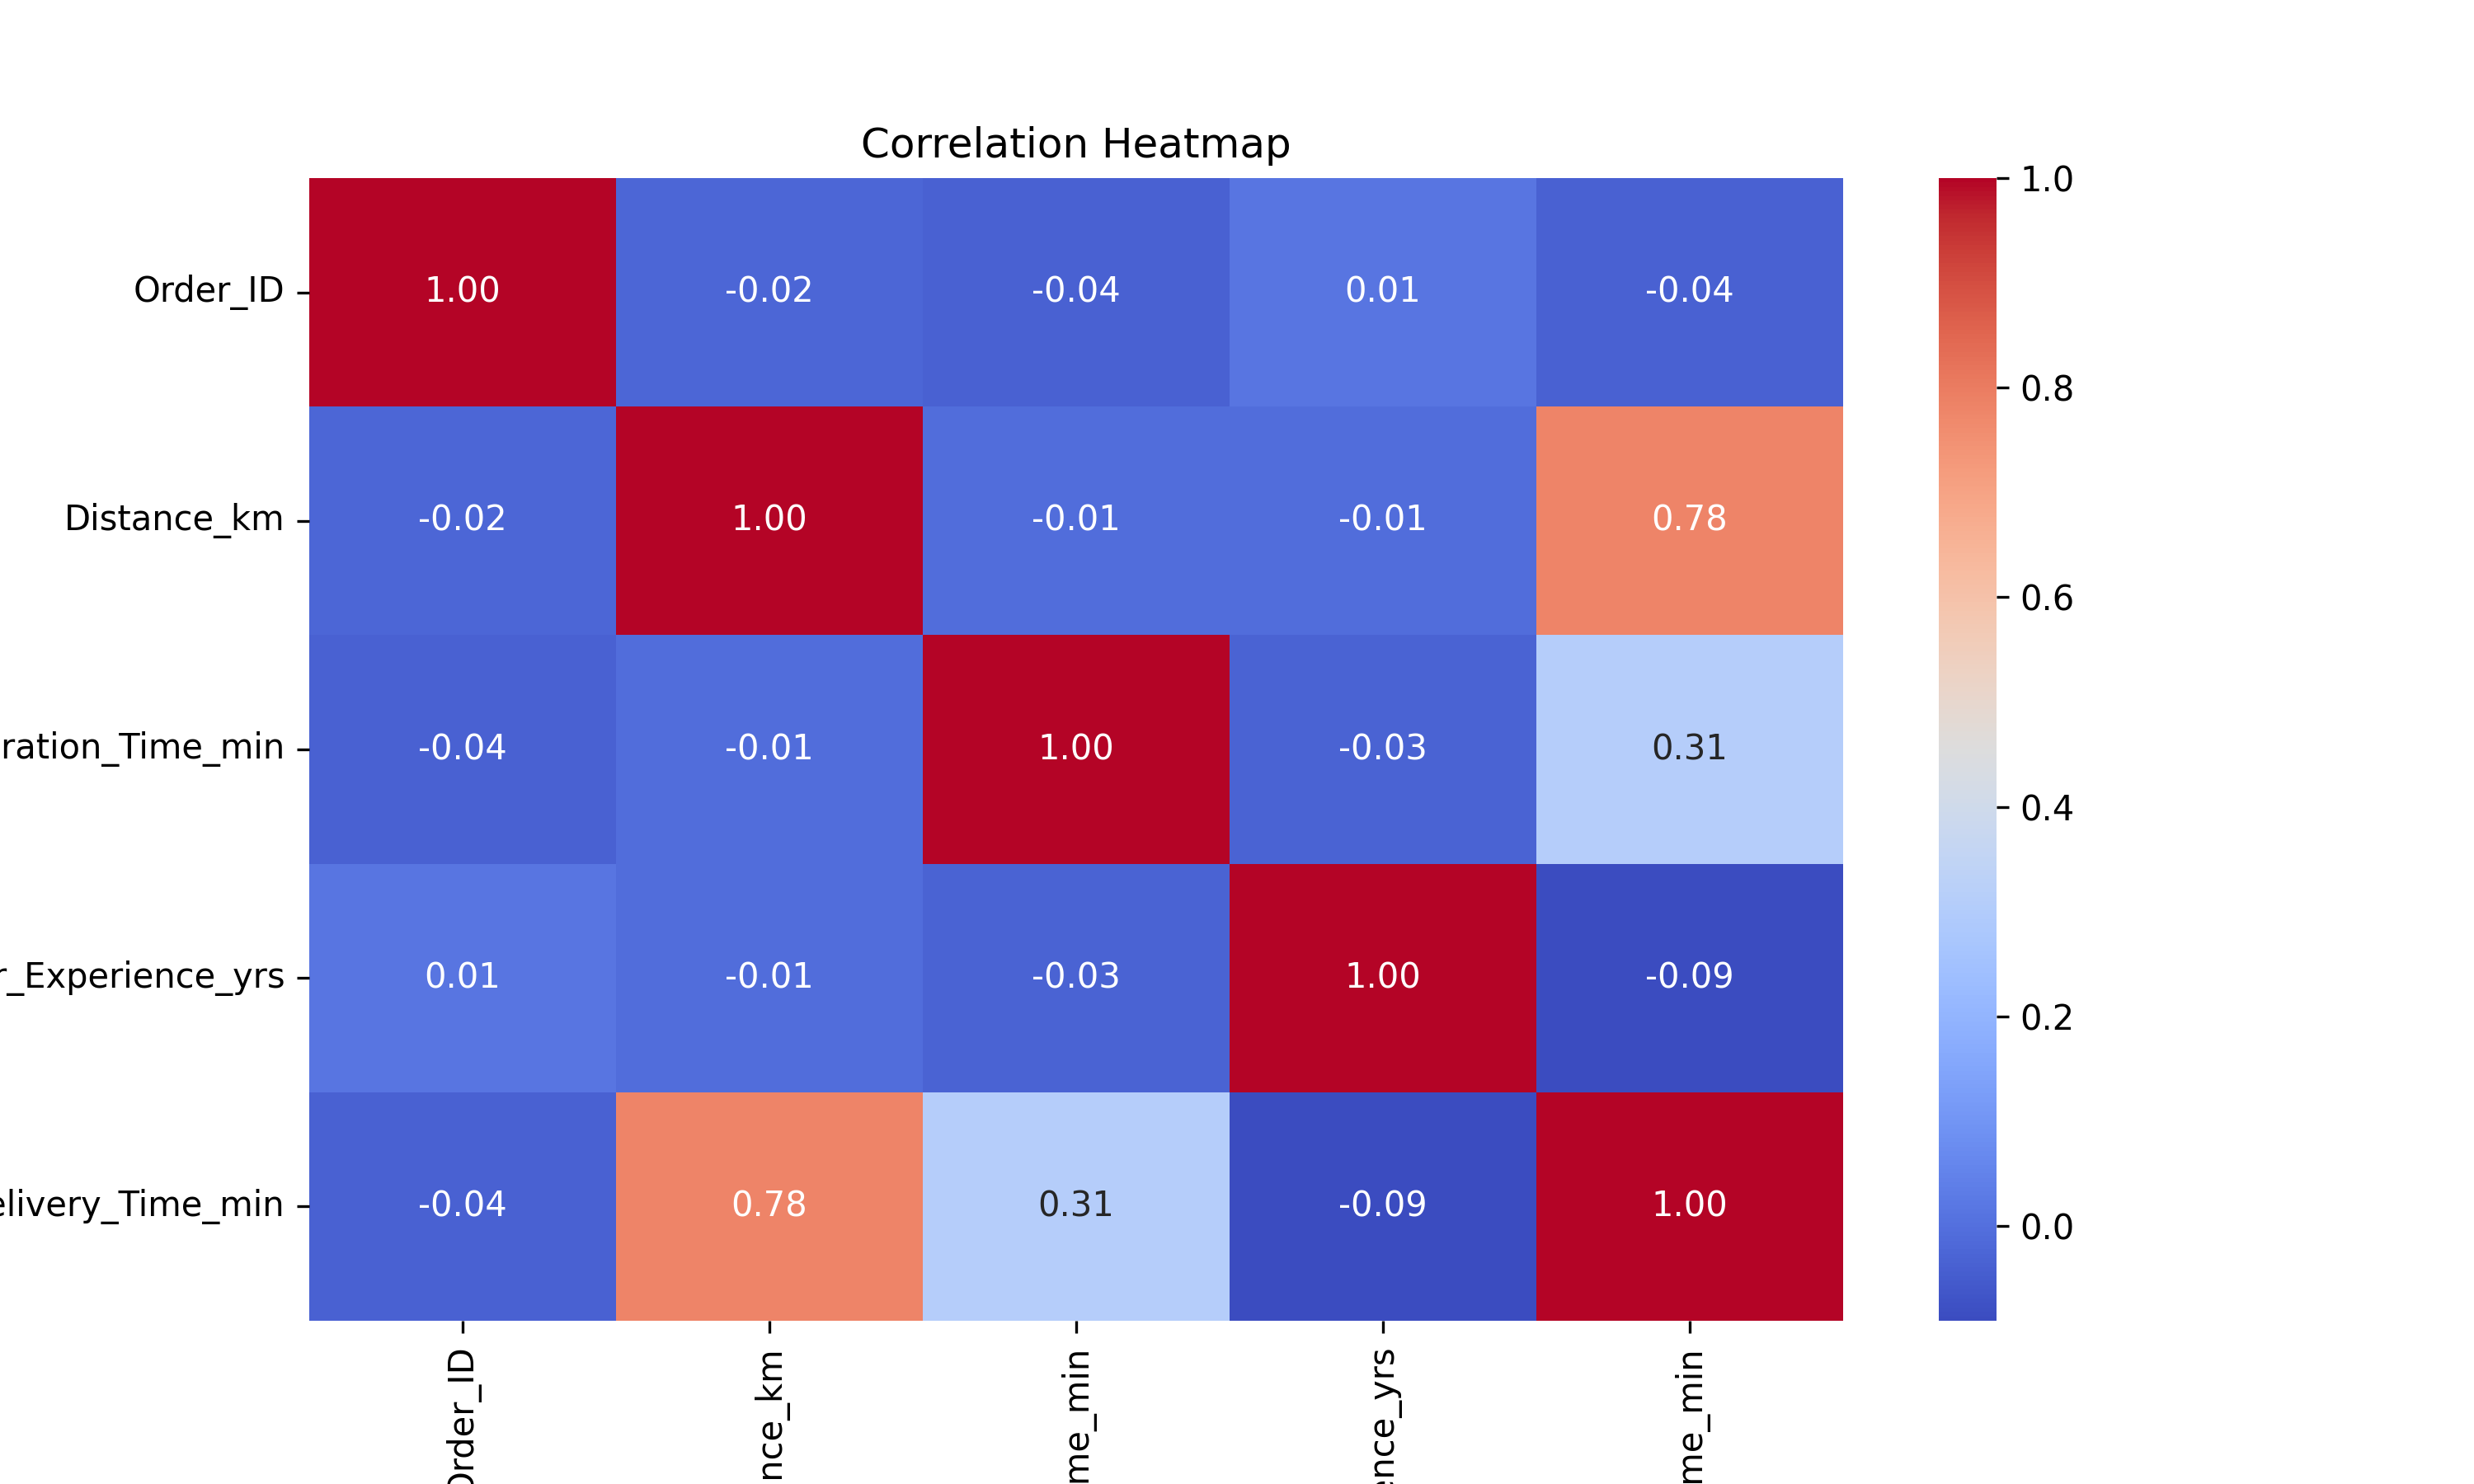 Correlation Heatmap
Order_ID 1.00 -0.02 -0.04 0.01 -0.04
Distance_km -0.02 1.00 -0.01 -0.01 0.78
ration_Time_min -0.04 -0.01 1.00 -0.03 0.31
r_Experience_yrs 0.01 -0.01 -0.03 1.00 -0.09
elivery_Time_min -0.04 0.78 0.31 -0.09 1.00
Order_ID
nce_km
me_min
ence_yrs
me_min
1.0
0.8
0.6
0.4
0.2
0.0